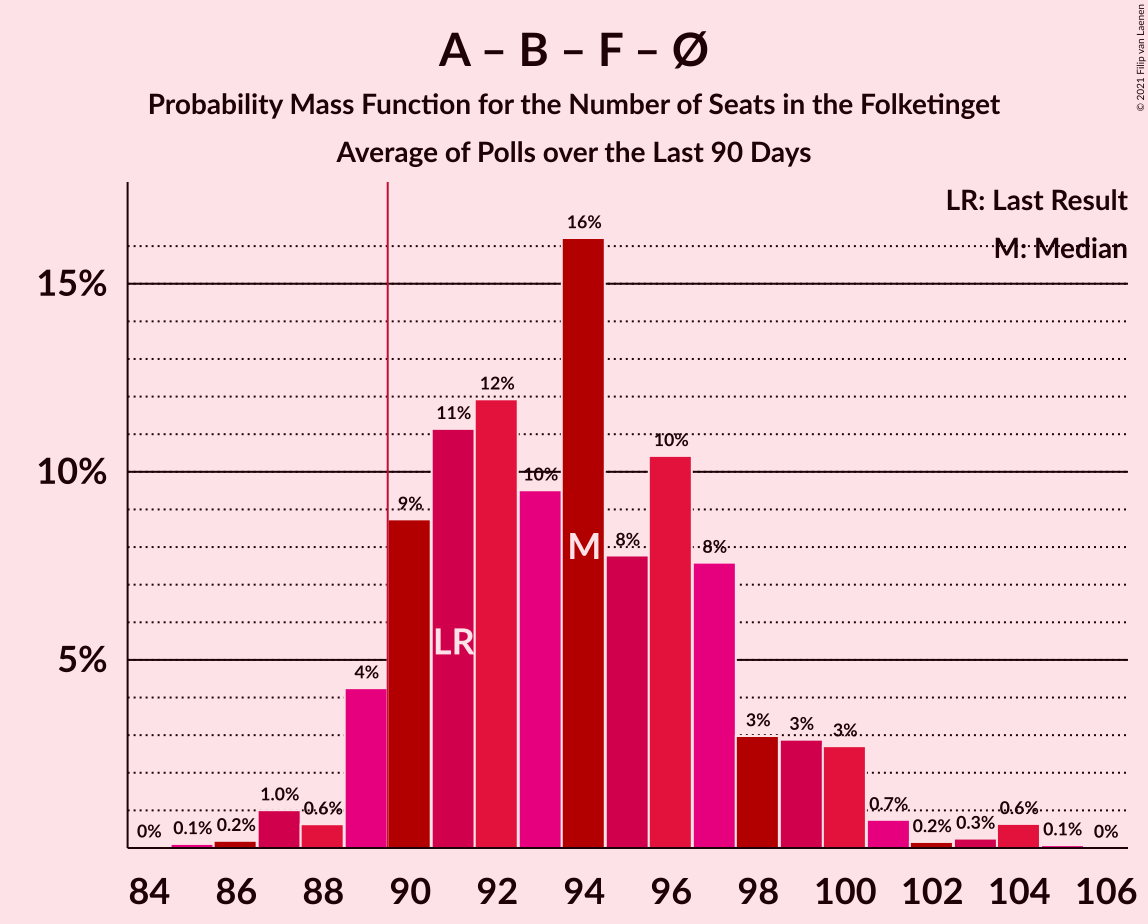 A – B – F – Ø
Probability Mass Function for the Number of Seats in the Folketinget
Average of Polls over the Last 90 Days
© 2021 Filip van Laenen
LR: Last Result
M: Median
15%
10%
5%
0%
0.1%
0.2%
1.0%
0.6%
4%
9%
11%
12%
10%
16%
8%
10%
8%
3%
3%
3%
0.7%
0.2%
0.3%
0.6%
0.1%
0%
LR
M
84 86 88 90 92 94 96 98 100 102 104 106